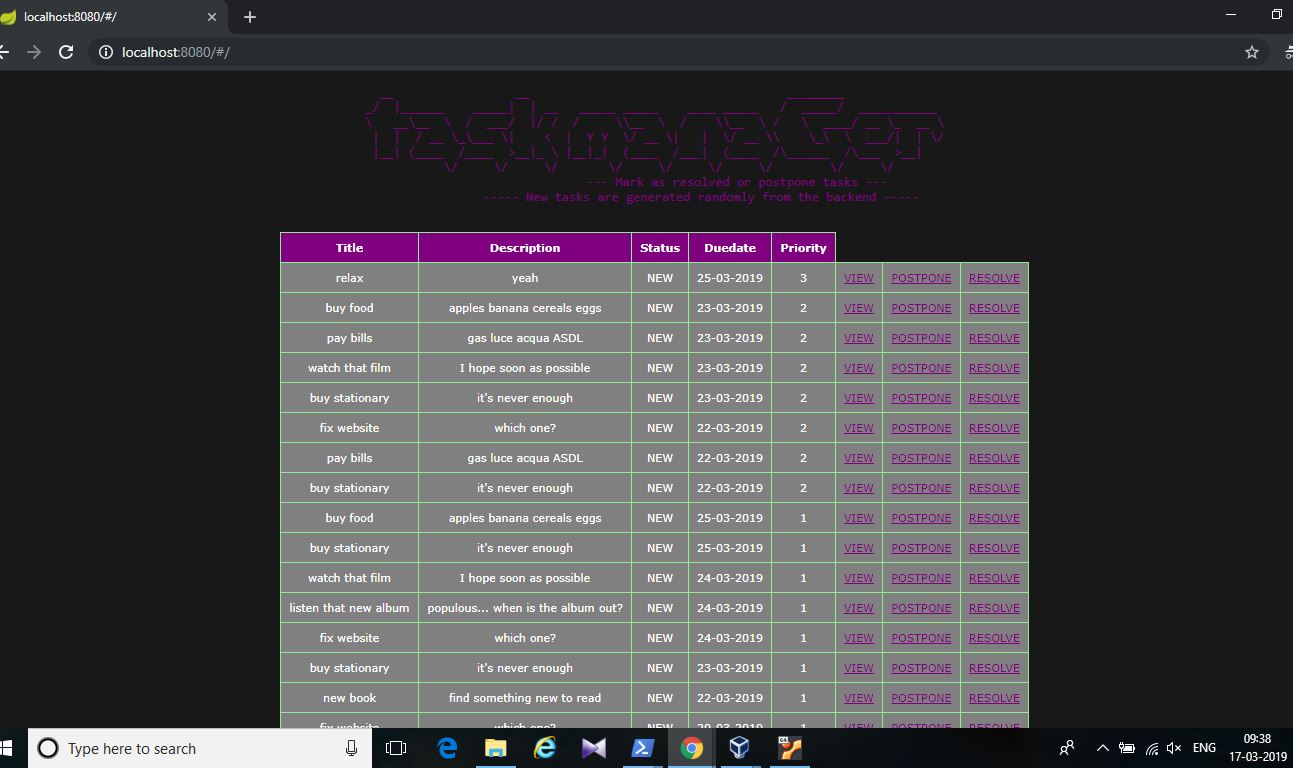 localhost:8080/#/
localhost:8080/#/
--- Mark as resolved or postpone tasks ---
----- New tasks are generated randomly from the backend -----
Title Description Status Duedate Priority
relax yeah NEW 25-03-2019 3 VIEW POSTPONE RESOLVE
buy food apples banana cereals eggs NEW 23-03-2019 2 VIEW POSTPONE RESOLVE
pay bills gas luce acqua ASDL NEW 23-03-2019 2 VIEW POSTPONE RESOLVE
watch that film I hope soon as possible NEW 23-03-2019 2 VIEW POSTPONE RESOLVE
buy stationary it's never enough NEW 23-03-2019 2 VIEW POSTPONE RESOLVE
fix website which one? NEW 22-03-2019 2 VIEW POSTPONE RESOLVE
pay bills gas luce acqua ASDL NEW 22-03-2019 2 VIEW POSTPONE RESOLVE
buy stationary it's never enough NEW 22-03-2019 2 VIEW POSTPONE RESOLVE
buy food apples banana cereals eggs NEW 25-03-2019 1 VIEW POSTPONE RESOLVE
buy stationary it's never enough NEW 25-03-2019 1 VIEW POSTPONE RESOLVE
watch that film I hope soon as possible NEW 24-03-2019 1 VIEW POSTPONE RESOLVE
listen that new album populous... when is the album out? NEW 24-03-2019 1 VIEW POSTPONE RESOLVE
fix website which one? NEW 24-03-2019 1 VIEW POSTPONE RESOLVE
buy stationary it's never enough NEW 23-03-2019 1 VIEW POSTPONE RESOLVE
new book find something new to read NEW 22-03-2019 1 VIEW POSTPONE RESOLVE
fix website which one? NEW 1 VIEW POSTPONE RESOLVE
Type here to search
ENG
09:38
17-03-2019